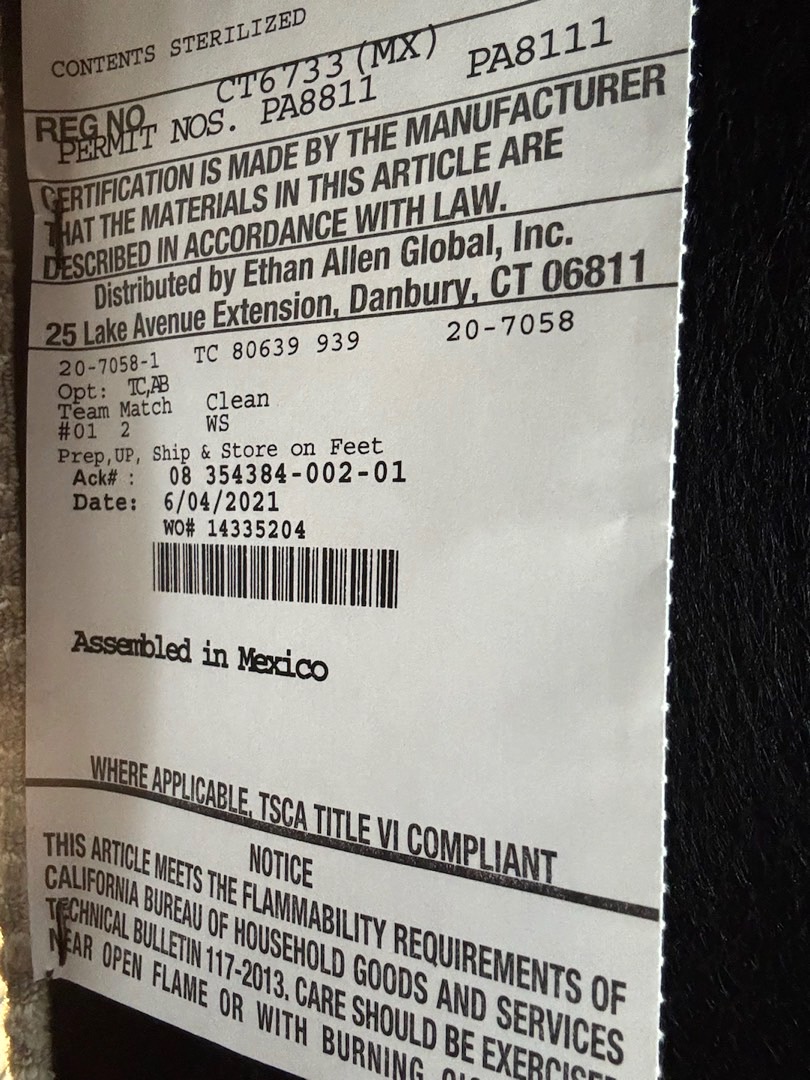 CONTENTS STERILIZED
REG NO. CT6733(MX)
PERMIT NOS. PA8811 PA8111
CERTIFICATION IS MADE BY THE MANUFACTURER
THAT THE MATERIALS IN THIS ARTICLE ARE
DESCRIBED IN ACCORDANCE WITH LAW.
Distributed by Ethan Allen Global, Inc.
25 Lake Avenue Extension, Danbury, CT 06811
20-7058-1 TC 80639 939 20-7058
Opt: TC,AB
Team Match Clean
#01 2 WS
Prep,UP, Ship & Store on Feet
Ack# : 08 354384-002-01
Date: 6/04/2021
WO# 14335204
Assembled in Mexico
WHERE APPLICABLE, TSCA TITLE VI COMPLIANT
NOTICE
THIS ARTICLE MEETS THE FLAMMABILITY REQUIREMENTS OF
CALIFORNIA BUREAU OF HOUSEHOLD GOODS AND SERVICES
TECHNICAL BULLETIN 117-2013. CARE SHOULD BE EXERCISED
NEAR OPEN FLAME OR WITH BURNING